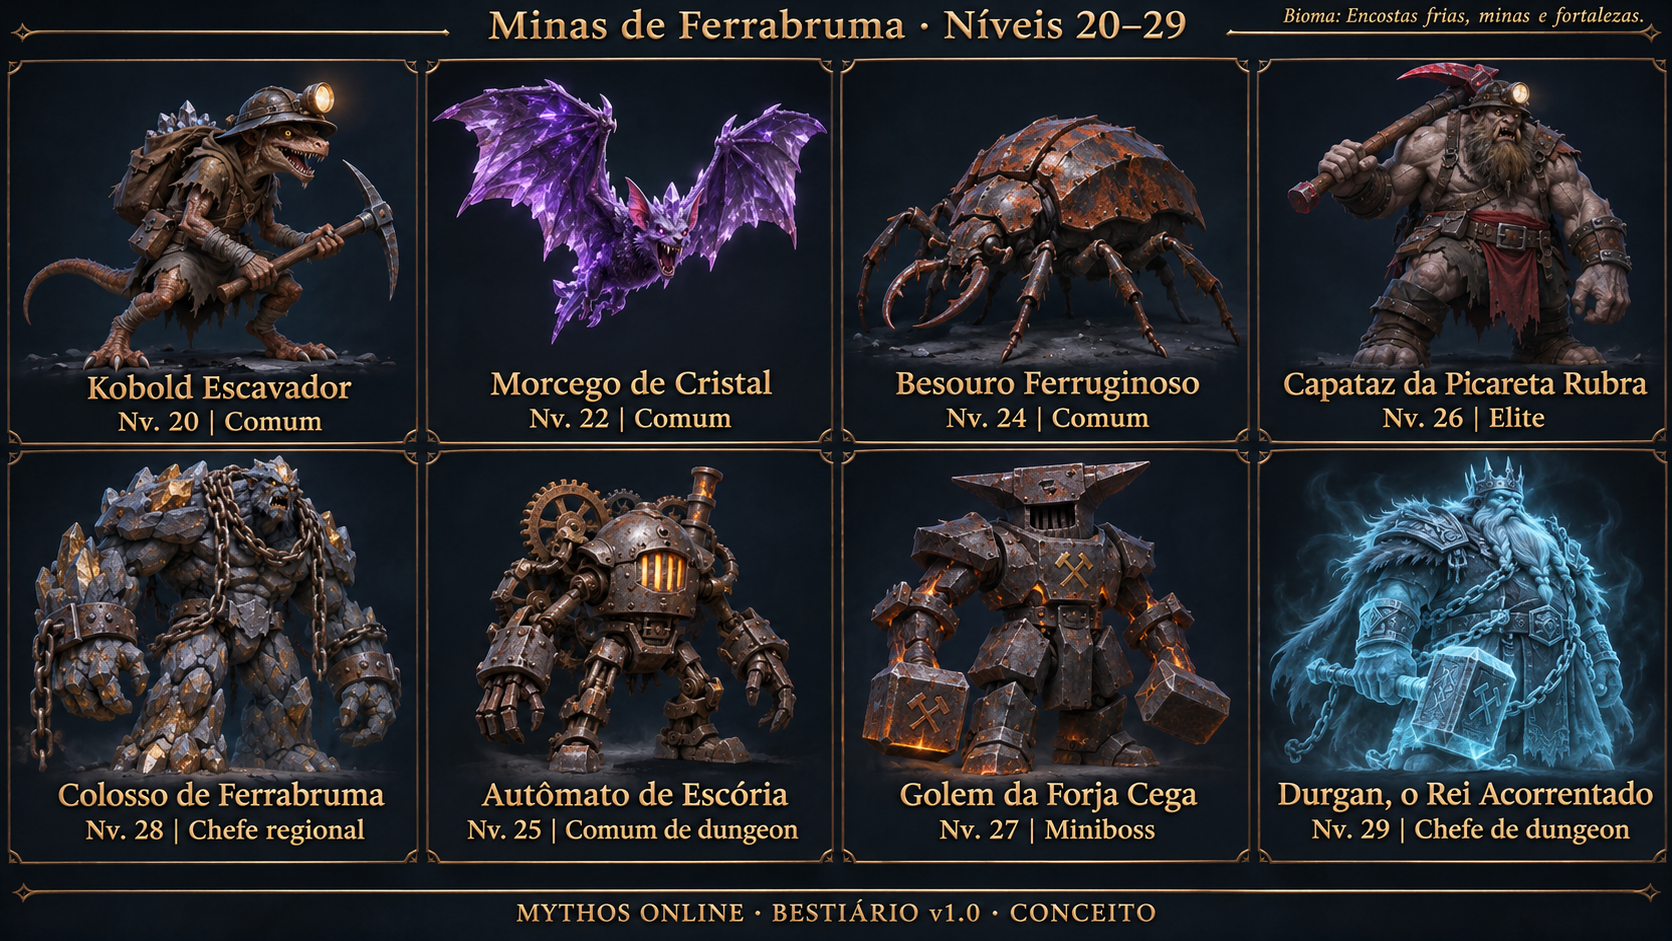 Minas de Ferrabruma · Níveis 20–29
Bioma: Encostas frias, minas e fortalezas.
Kobold Escavador
Nv. 20 | Comum
Morcego de Cristal
Nv. 22 | Comum
Besouro Ferruginoso
Nv. 24 | Comum
Capataz da Picareta Rubra
Nv. 26 | Elite
Colosso de Ferrabruma
Nv. 28 | Chefe regional
Autômato de Escória
Nv. 25 | Comum de dungeon
Golem da Forja Cega
Nv. 27 | Miniboss
Durgan, o Rei Acorrentado
Nv. 29 | Chefe de dungeon
MYTHOS ONLINE · BESTIÁRIO v1.0 · CONCEITO